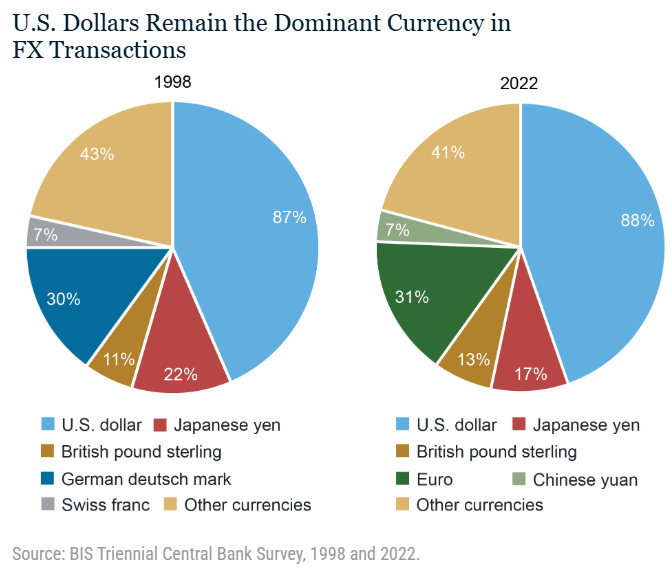 U.S. Dollars Remain the Dominant Currency in
FX Transactions
1998
43%
87%
7%
30%
11%
22%
U.S. dollar Japanese yen
British pound sterling
German deutsch mark
Swiss franc Other currencies
2022
41%
88%
7%
31%
13%
17%
U.S. dollar Japanese yen
British pound sterling
Euro Chinese yuan
Other currencies
Source: BIS Triennial Central Bank Survey, 1998 and 2022.